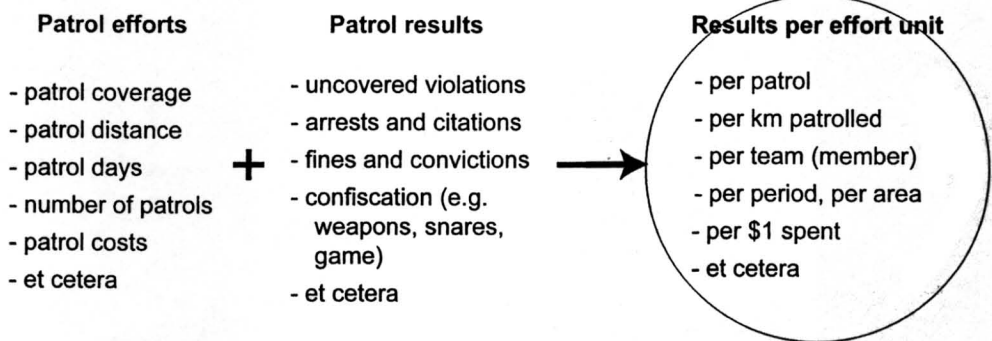 Patrol efforts
- patrol coverage
- patrol distance
- patrol days
- number of patrols
- patrol costs
- et cetera
+
Patrol results
- uncovered violations
- arrests and citations
- fines and convictions
- confiscation (e.g.
weapons, snares,
game)
- et cetera
Results per effort unit
- per patrol
- per km patrolled
- per team (member)
- per period, per area
- per $1 spent
- et cetera